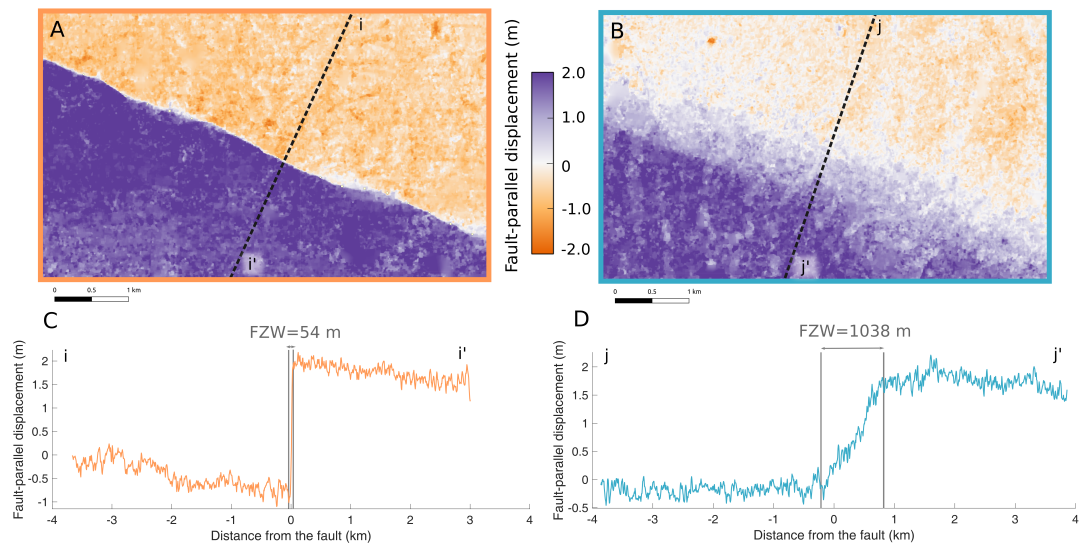 A
i
i'
0 0.5 1 km
Fault-parallel displacement (m)
2.0
1.0
0
-1.0
-2.0
B
j
j'
0 0.5 1 km
C
FZW=54 m
i
i'
Fault-parallel displacement (m)
2
1.5
1
0.5
0
-0.5
-1
-4 -3 -2 -1 0 1 2 3 4
Distance from the fault (km)
D
FZW=1038 m
j
j'
Fault-parallel displacement (m)
2
1.5
1
0.5
0
-0.5
-4 -3 -2 -1 0 1 2 3 4
Distance from the fault (km)